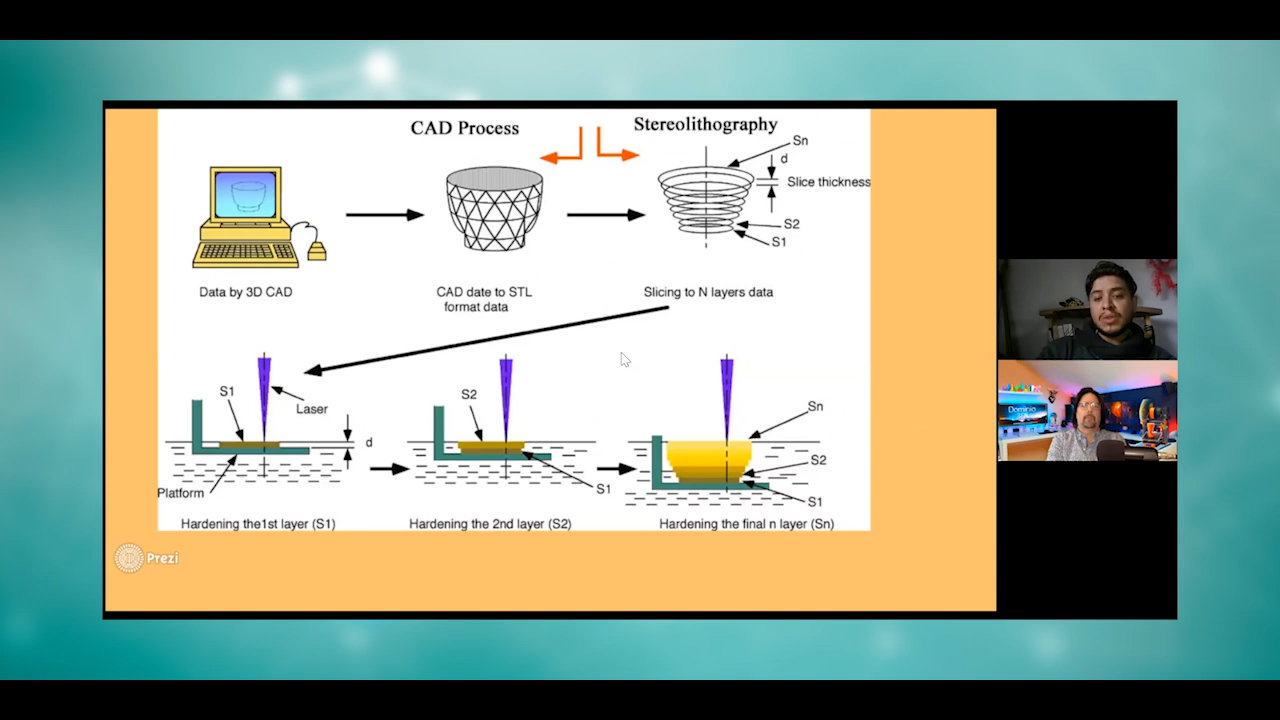 CAD Process
Stereolithography
Sn
d
Slice thickness
S2
S1
Data by 3D CAD
CAD date to STL
format data
Slicing to N layers data
S1
Laser
d
Platform
S2
S1
Sn
S2
S1
Hardening the1st layer (S1)
Hardening the 2nd layer (S2)
Hardening the final n layer (Sn)
Prezi
Dominio